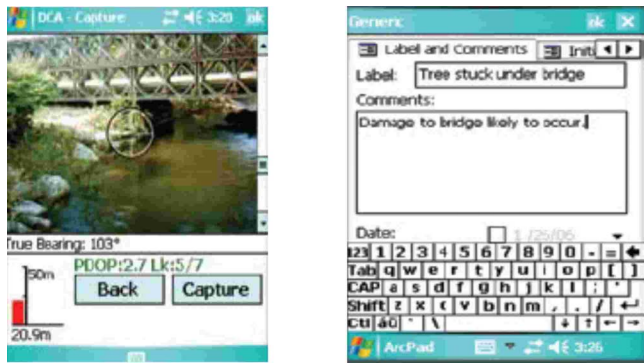 DCA - Capture 3:20 ok
True Bearing: 103°
50m
PDOP:2.7 Lk:5/7
Back Capture
20.9m
Generic ok
Label and Comments Initi
Label: Tree stuck under bridge
Comments:
Damage to bridge likely to occur.
Date: 1 /25/06
123 1 2 3 4 5 6 7 8 9 0 - =
Tab q w e r t y u i o p [ ]
CAP a s d f g h j k l ; '
Shift z x c v b n m , . /
Ctl áü ` \
ArcPad 3:26